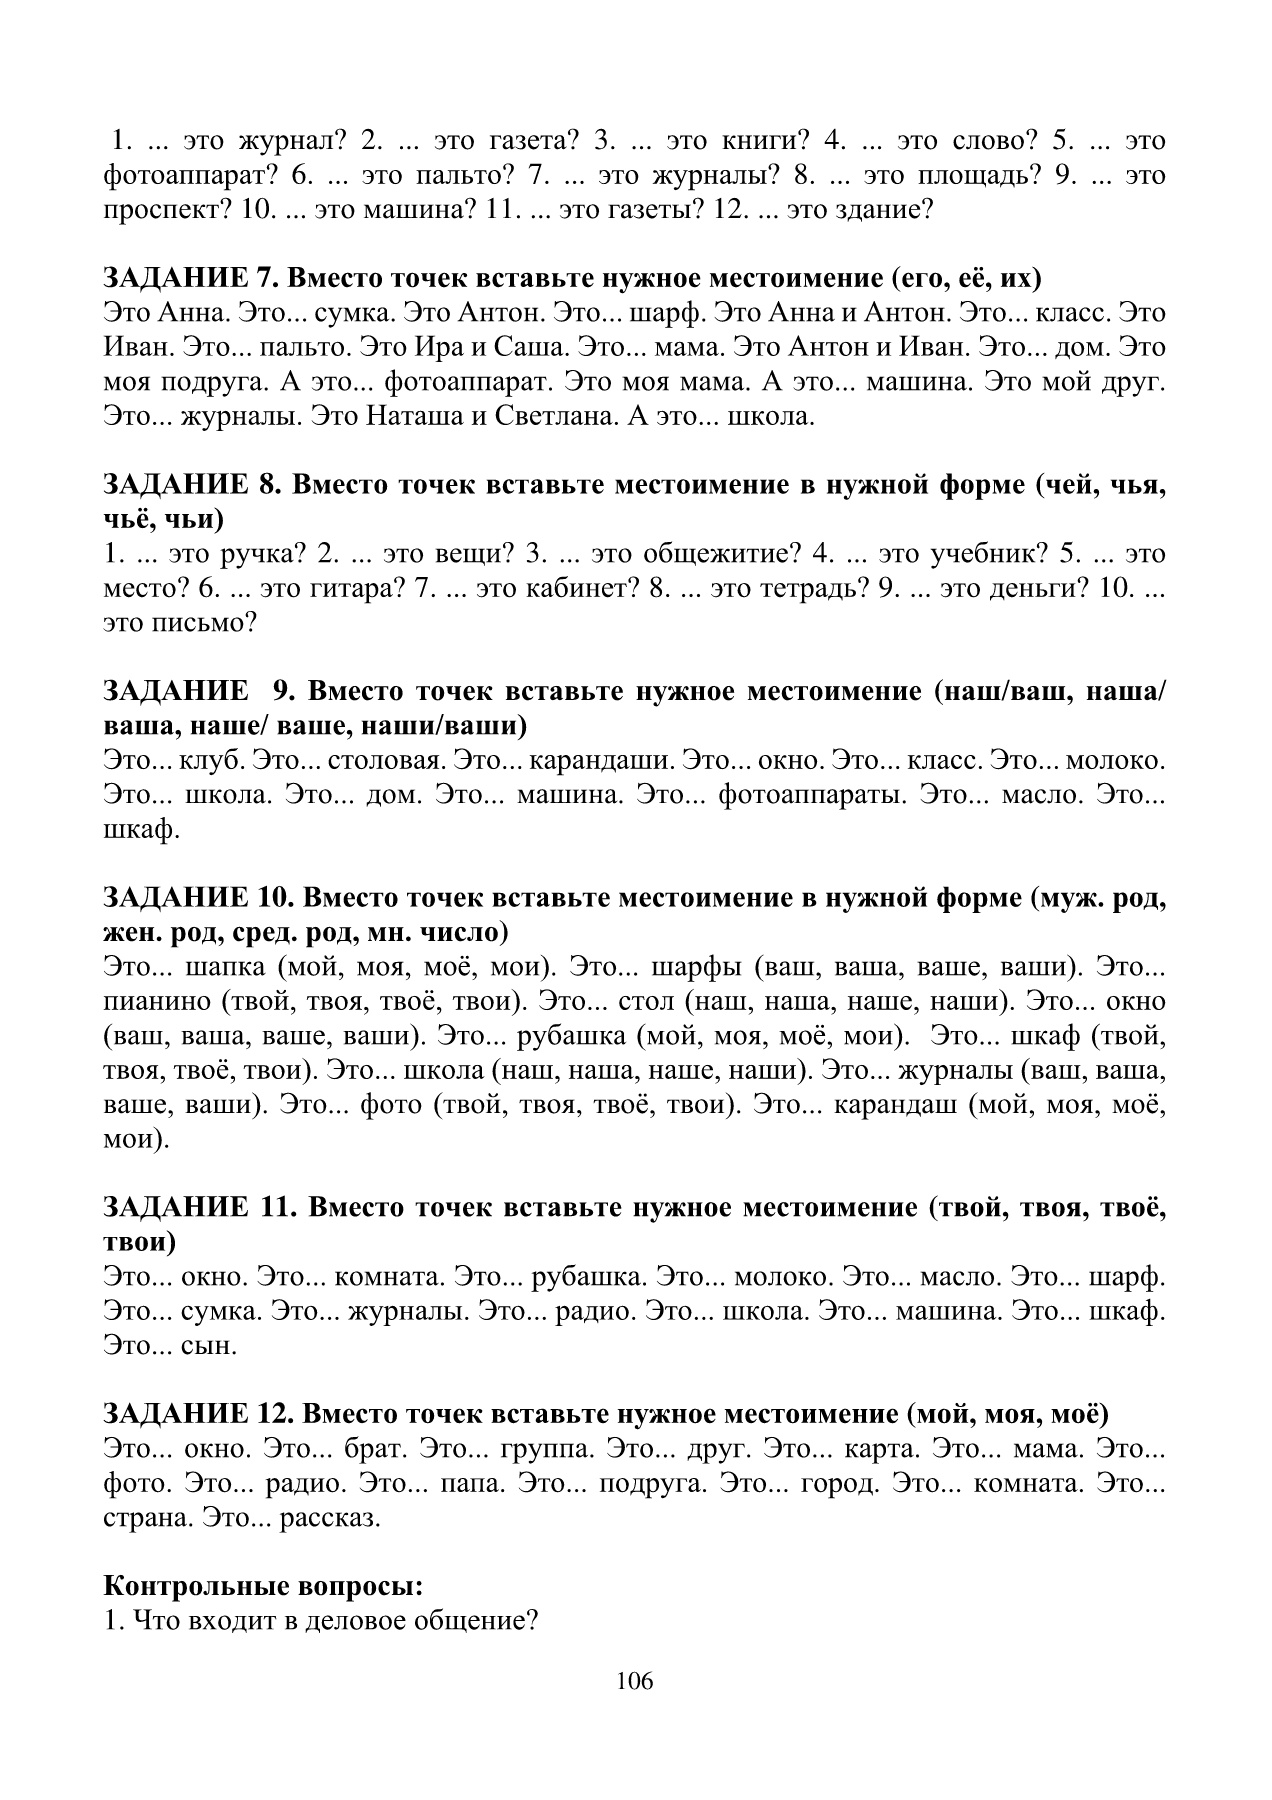 1. ... это журнал? 2. ... это газета? 3. ... это книги? 4. ... это слово? 5. ... это
фотоаппарат? 6. ... это пальто? 7. ... это журналы? 8. ... это площадь? 9. ... это
проспект? 10. ... это машина? 11. ... это газеты? 12. ... это здание?
ЗАДАНИЕ 7. Вместо точек вставьте нужное местоимение (его, её, их)
Это Анна. Это... сумка. Это Антон. Это... шарф. Это Анна и Антон. Это... класс. Это
Иван. Это... пальто. Это Ира и Саша. Это... мама. Это Антон и Иван. Это... дом. Это
моя подруга. А это... фотоаппарат. Это моя мама. А это... машина. Это мой друг.
Это... журналы. Это Наташа и Светлана. А это... школа.
ЗАДАНИЕ 8. Вместо точек вставьте местоимение в нужной форме (чей, чья,
чьё, чьи)
1. ... это ручка? 2. ... это вещи? 3. ... это общежитие? 4. ... это учебник? 5. ... это
место? 6. ... это гитара? 7. ... это кабинет? 8. ... это тетрадь? 9. ... это деньги? 10. ...
это письмо?
ЗАДАНИЕ 9. Вместо точек вставьте нужное местоимение (наш/ваш, наша/
ваша, наше/ ваше, наши/ваши)
Это... клуб. Это... столовая. Это... карандаши. Это... окно. Это... класс. Это... молоко.
Это... школа. Это... дом. Это... машина. Это... фотоаппараты. Это... масло. Это...
шкаф.
ЗАДАНИЕ 10. Вместо точек вставьте местоимение в нужной форме (муж. род,
жен. род, сред. род, мн. число)
Это... шапка (мой, моя, моё, мои). Это... шарфы (ваш, ваша, ваше, ваши). Это...
пианино (твой, твоя, твоё, твои). Это... стол (наш, наша, наше, наши). Это... окно
(ваш, ваша, ваше, ваши). Это... рубашка (мой, моя, моё, мои). Это... шкаф (твой,
твоя, твоё, твои). Это... школа (наш, наша, наше, наши). Это... журналы (ваш, ваша,
ваше, ваши). Это... фото (твой, твоя, твоё, твои). Это... карандаш (мой, моя, моё,
мои).
ЗАДАНИЕ 11. Вместо точек вставьте нужное местоимение (твой, твоя, твоё,
твои)
Это... окно. Это... комната. Это... рубашка. Это... молоко. Это... масло. Это... шарф.
Это... сумка. Это... журналы. Это... радио. Это... школа. Это... машина. Это... шкаф.
Это... сын.
ЗАДАНИЕ 12. Вместо точек вставьте нужное местоимение (мой, моя, моё)
Это... окно. Это... брат. Это... группа. Это... друг. Это... карта. Это... мама. Это...
фото. Это... радио. Это... папа. Это... подруга. Это... город. Это... комната. Это...
страна. Это... рассказ.
Контрольные вопросы:
1. Что входит в деловое общение?
106